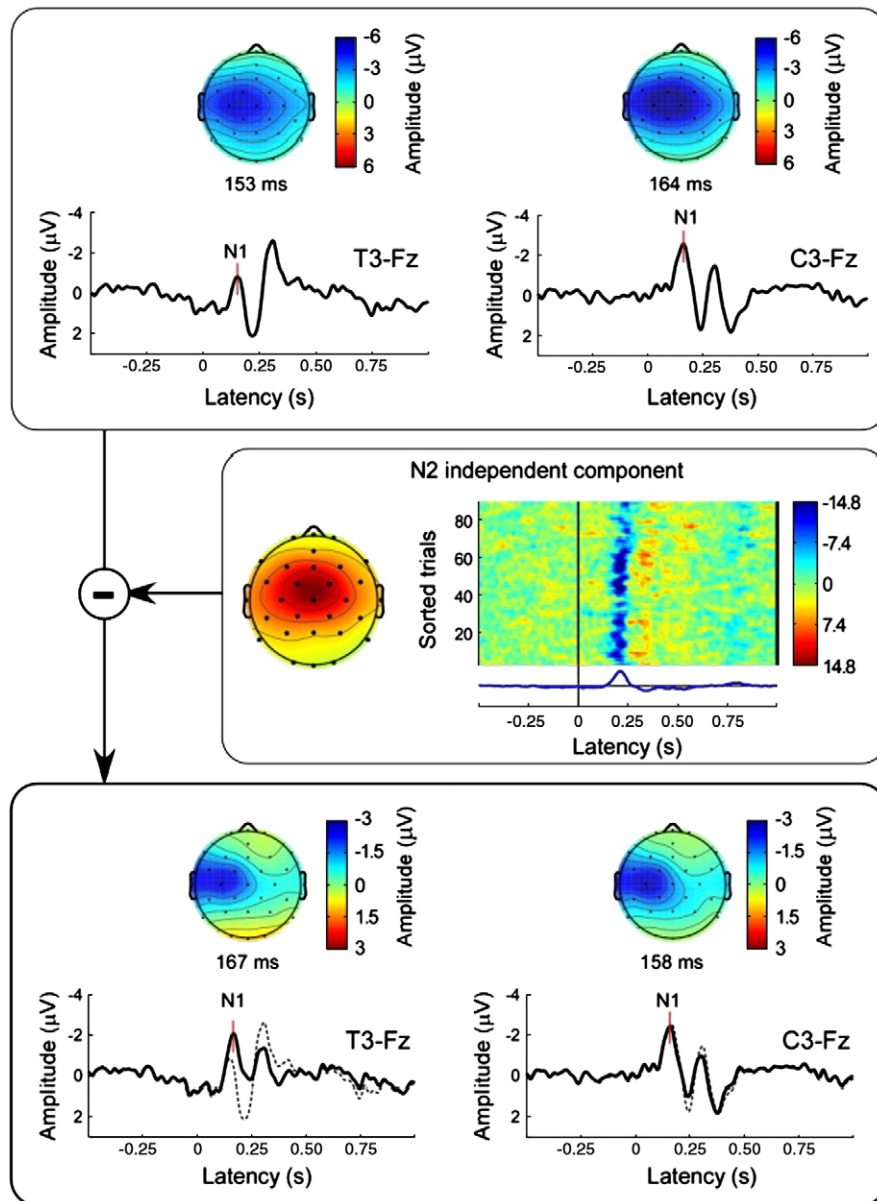 -6
-3
0
3
6
Amplitude (µV)
153 ms
-6
-3
0
3
6
Amplitude (µV)
164 ms
-4
-2
0
2
Amplitude (µV)
N1
T3-Fz
-0.25 0 0.25 0.50 0.75
Latency (s)
-4
-2
0
2
Amplitude (µV)
N1
C3-Fz
-0.25 0 0.25 0.50 0.75
Latency (s)
N2 independent component
80
60
40
20
Sorted trials
-14.8
-7.4
0
7.4
14.8
-0.25 0 0.25 0.50 0.75
Latency (s)
-
-3
-1.5
0
1.5
3
Amplitude (µV)
167 ms
-3
-1.5
0
1.5
3
Amplitude (µV)
158 ms
-4
-2
0
2
Amplitude (µV)
N1
T3-Fz
-0.25 0 0.25 0.50 0.75
Latency (s)
-4
-2
0
2
Amplitude (µV)
N1
C3-Fz
-0.25 0 0.25 0.50 0.75
Latency (s)